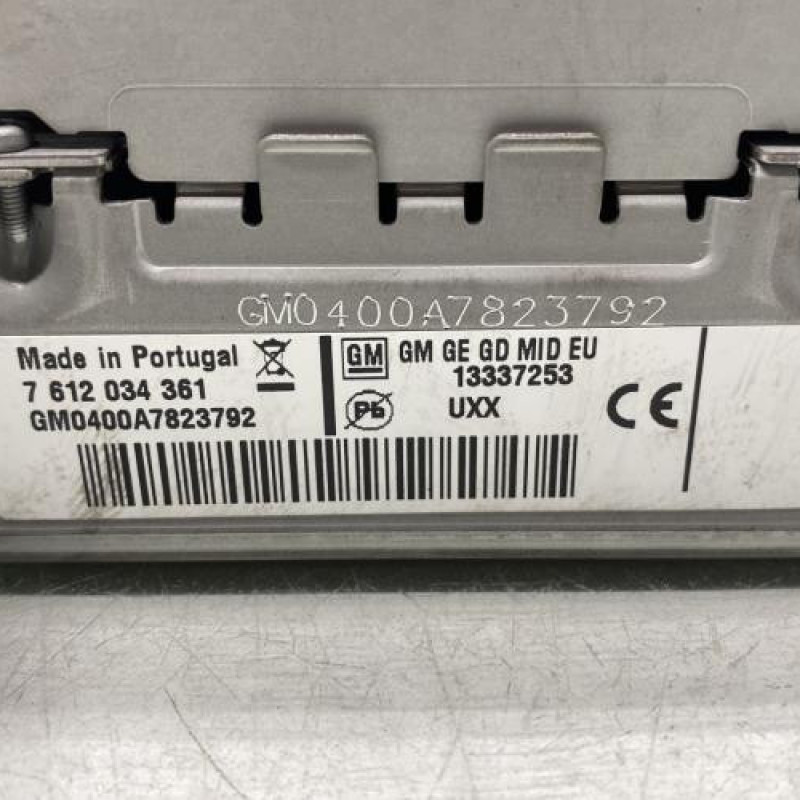 GM0400A7823792
Made in Portugal
7 612 034 361
GM0400A7823792
GM GM GE GD MID EU
13337253
Pb UXX
CE